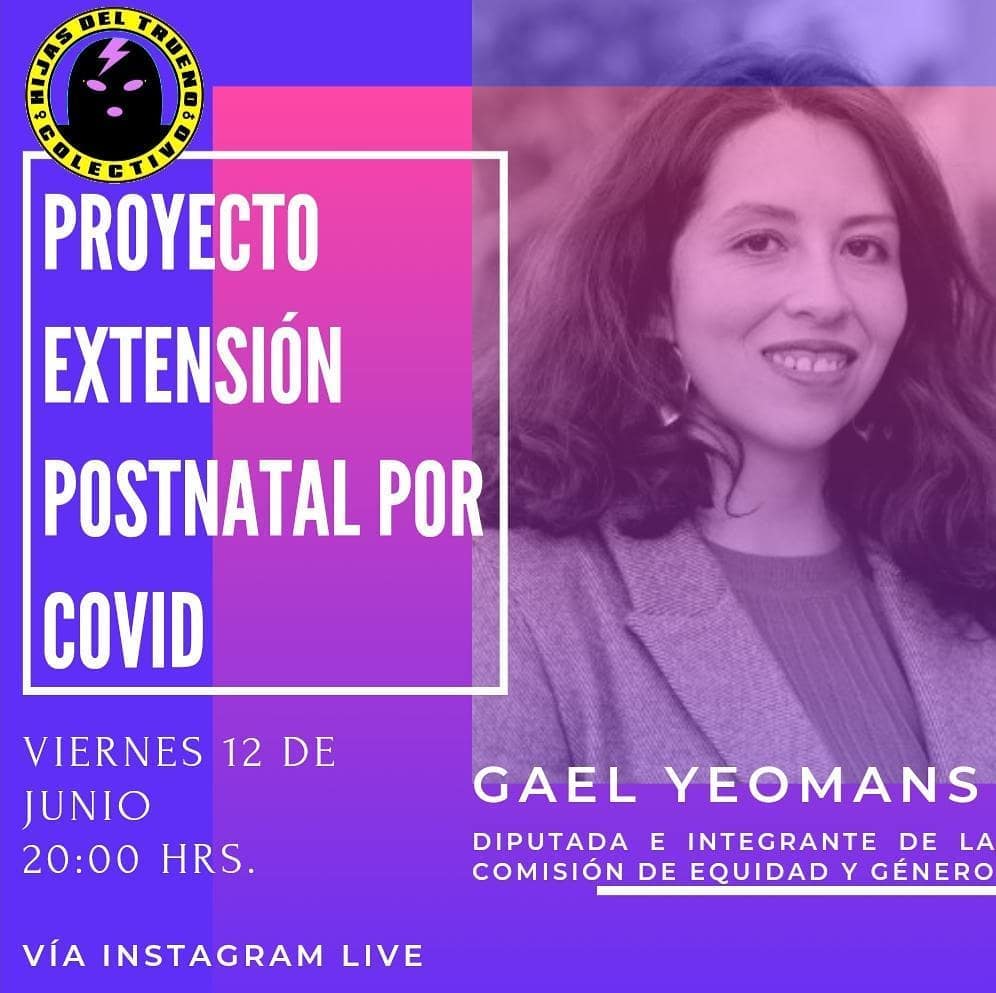 HIJAS DEL TRUENO
COLECTIVO
PROYECTO
EXTENSIÓN
POSTNATAL POR
COVID
VIERNES 12 DE
JUNIO
20:00 HRS.
VÍA INSTAGRAM LIVE
GAEL YEOMANS
DIPUTADA E INTEGRANTE DE LA
COMISIÓN DE EQUIDAD Y GÉNERO